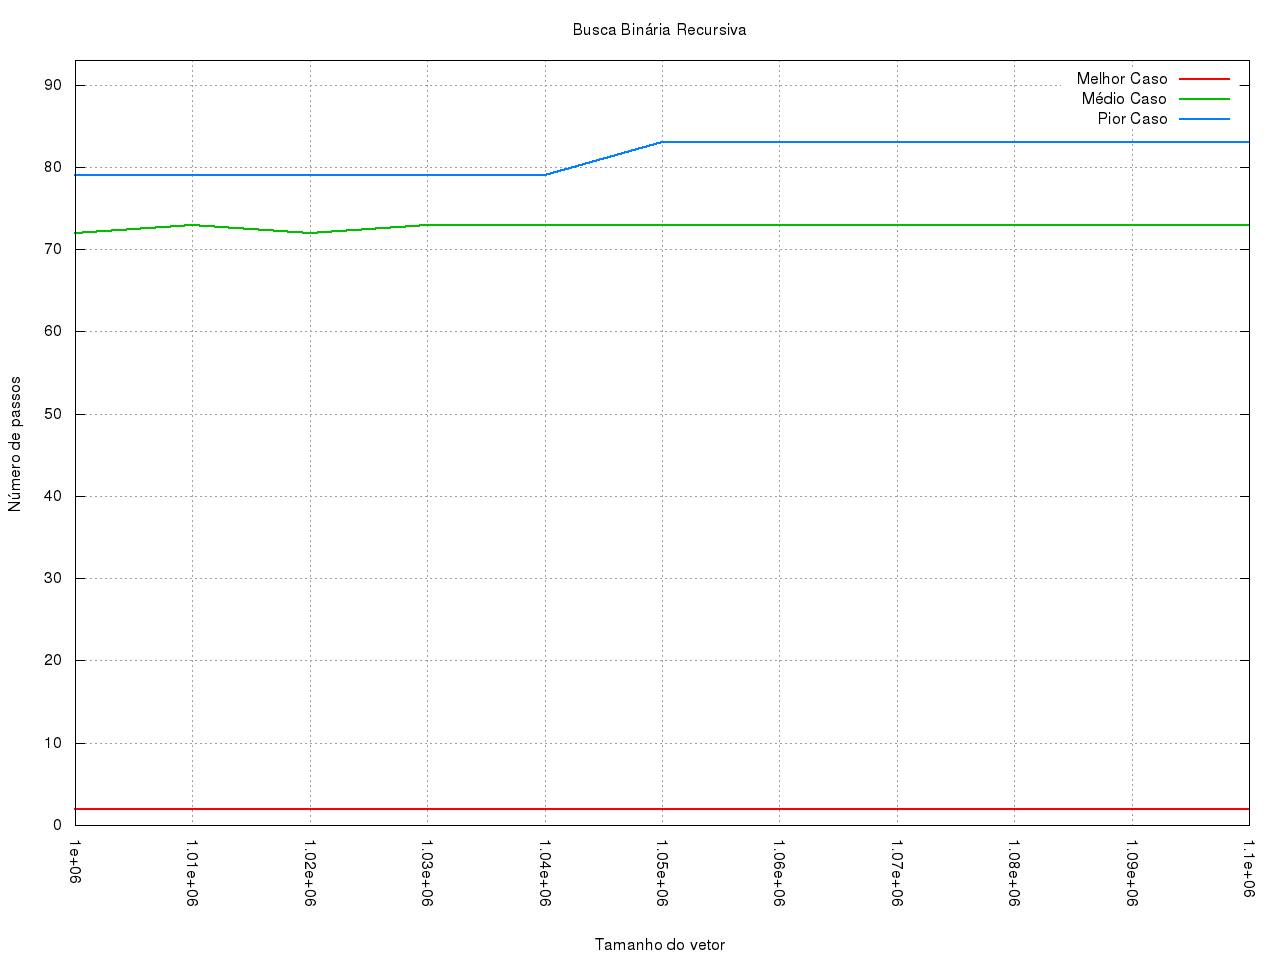 Busca Binária Recursiva
Melhor Caso
Médio Caso
Pior Caso
90
80
70
60
50
40
30
20
10
0
Número de passos
1e+06
1.01e+06
1.02e+06
1.03e+06
1.04e+06
1.05e+06
1.06e+06
1.07e+06
1.08e+06
1.09e+06
1.1e+06
Tamanho do vetor